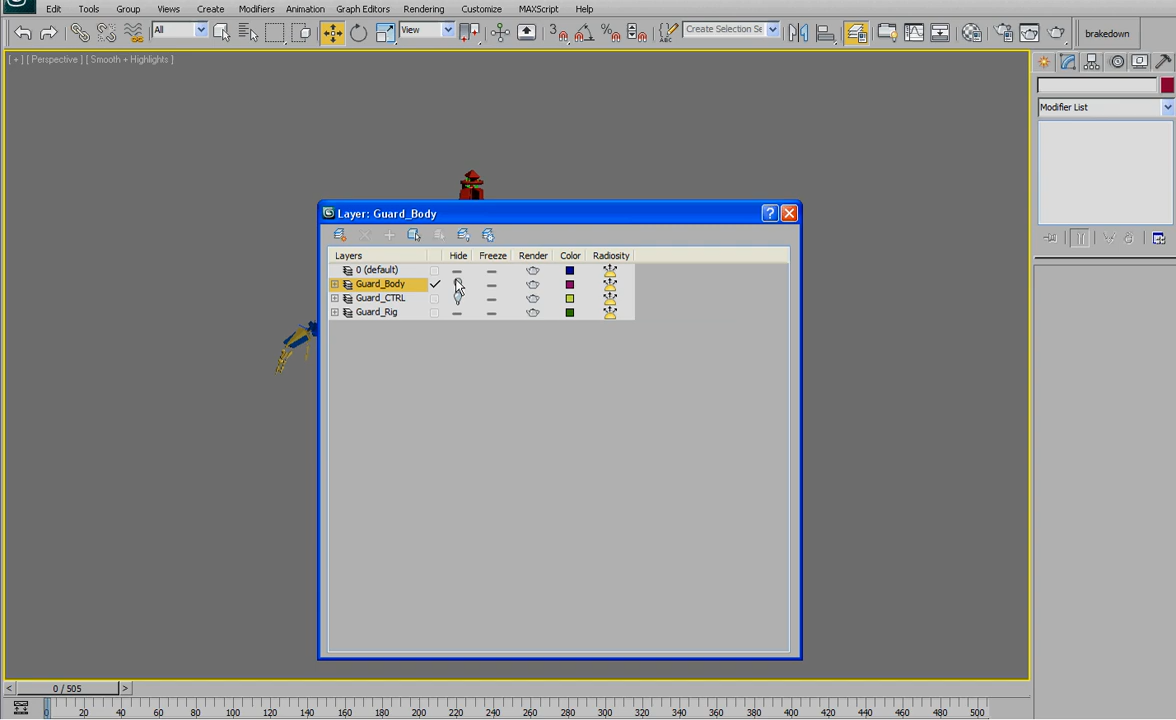 Edit Tools Group Views Create Modifiers Animation Graph Editors Rendering Customize MAXScript Help
All View 3 Create Selection Se brakedown
[ + ] [ Perspective ] [ Smooth + Highlights ]
Modifier List
Layer: Guard_Body
Layers Hide Freeze Render Color Radiosity
0 (default)
Guard_Body
Guard_CTRL
Guard_Rig
< 0 / 505 >
0 20 40 60 80 100 120 140 160 180 200 220 240 260 280 300 320 340 360 380 400 420 440 460 480 500